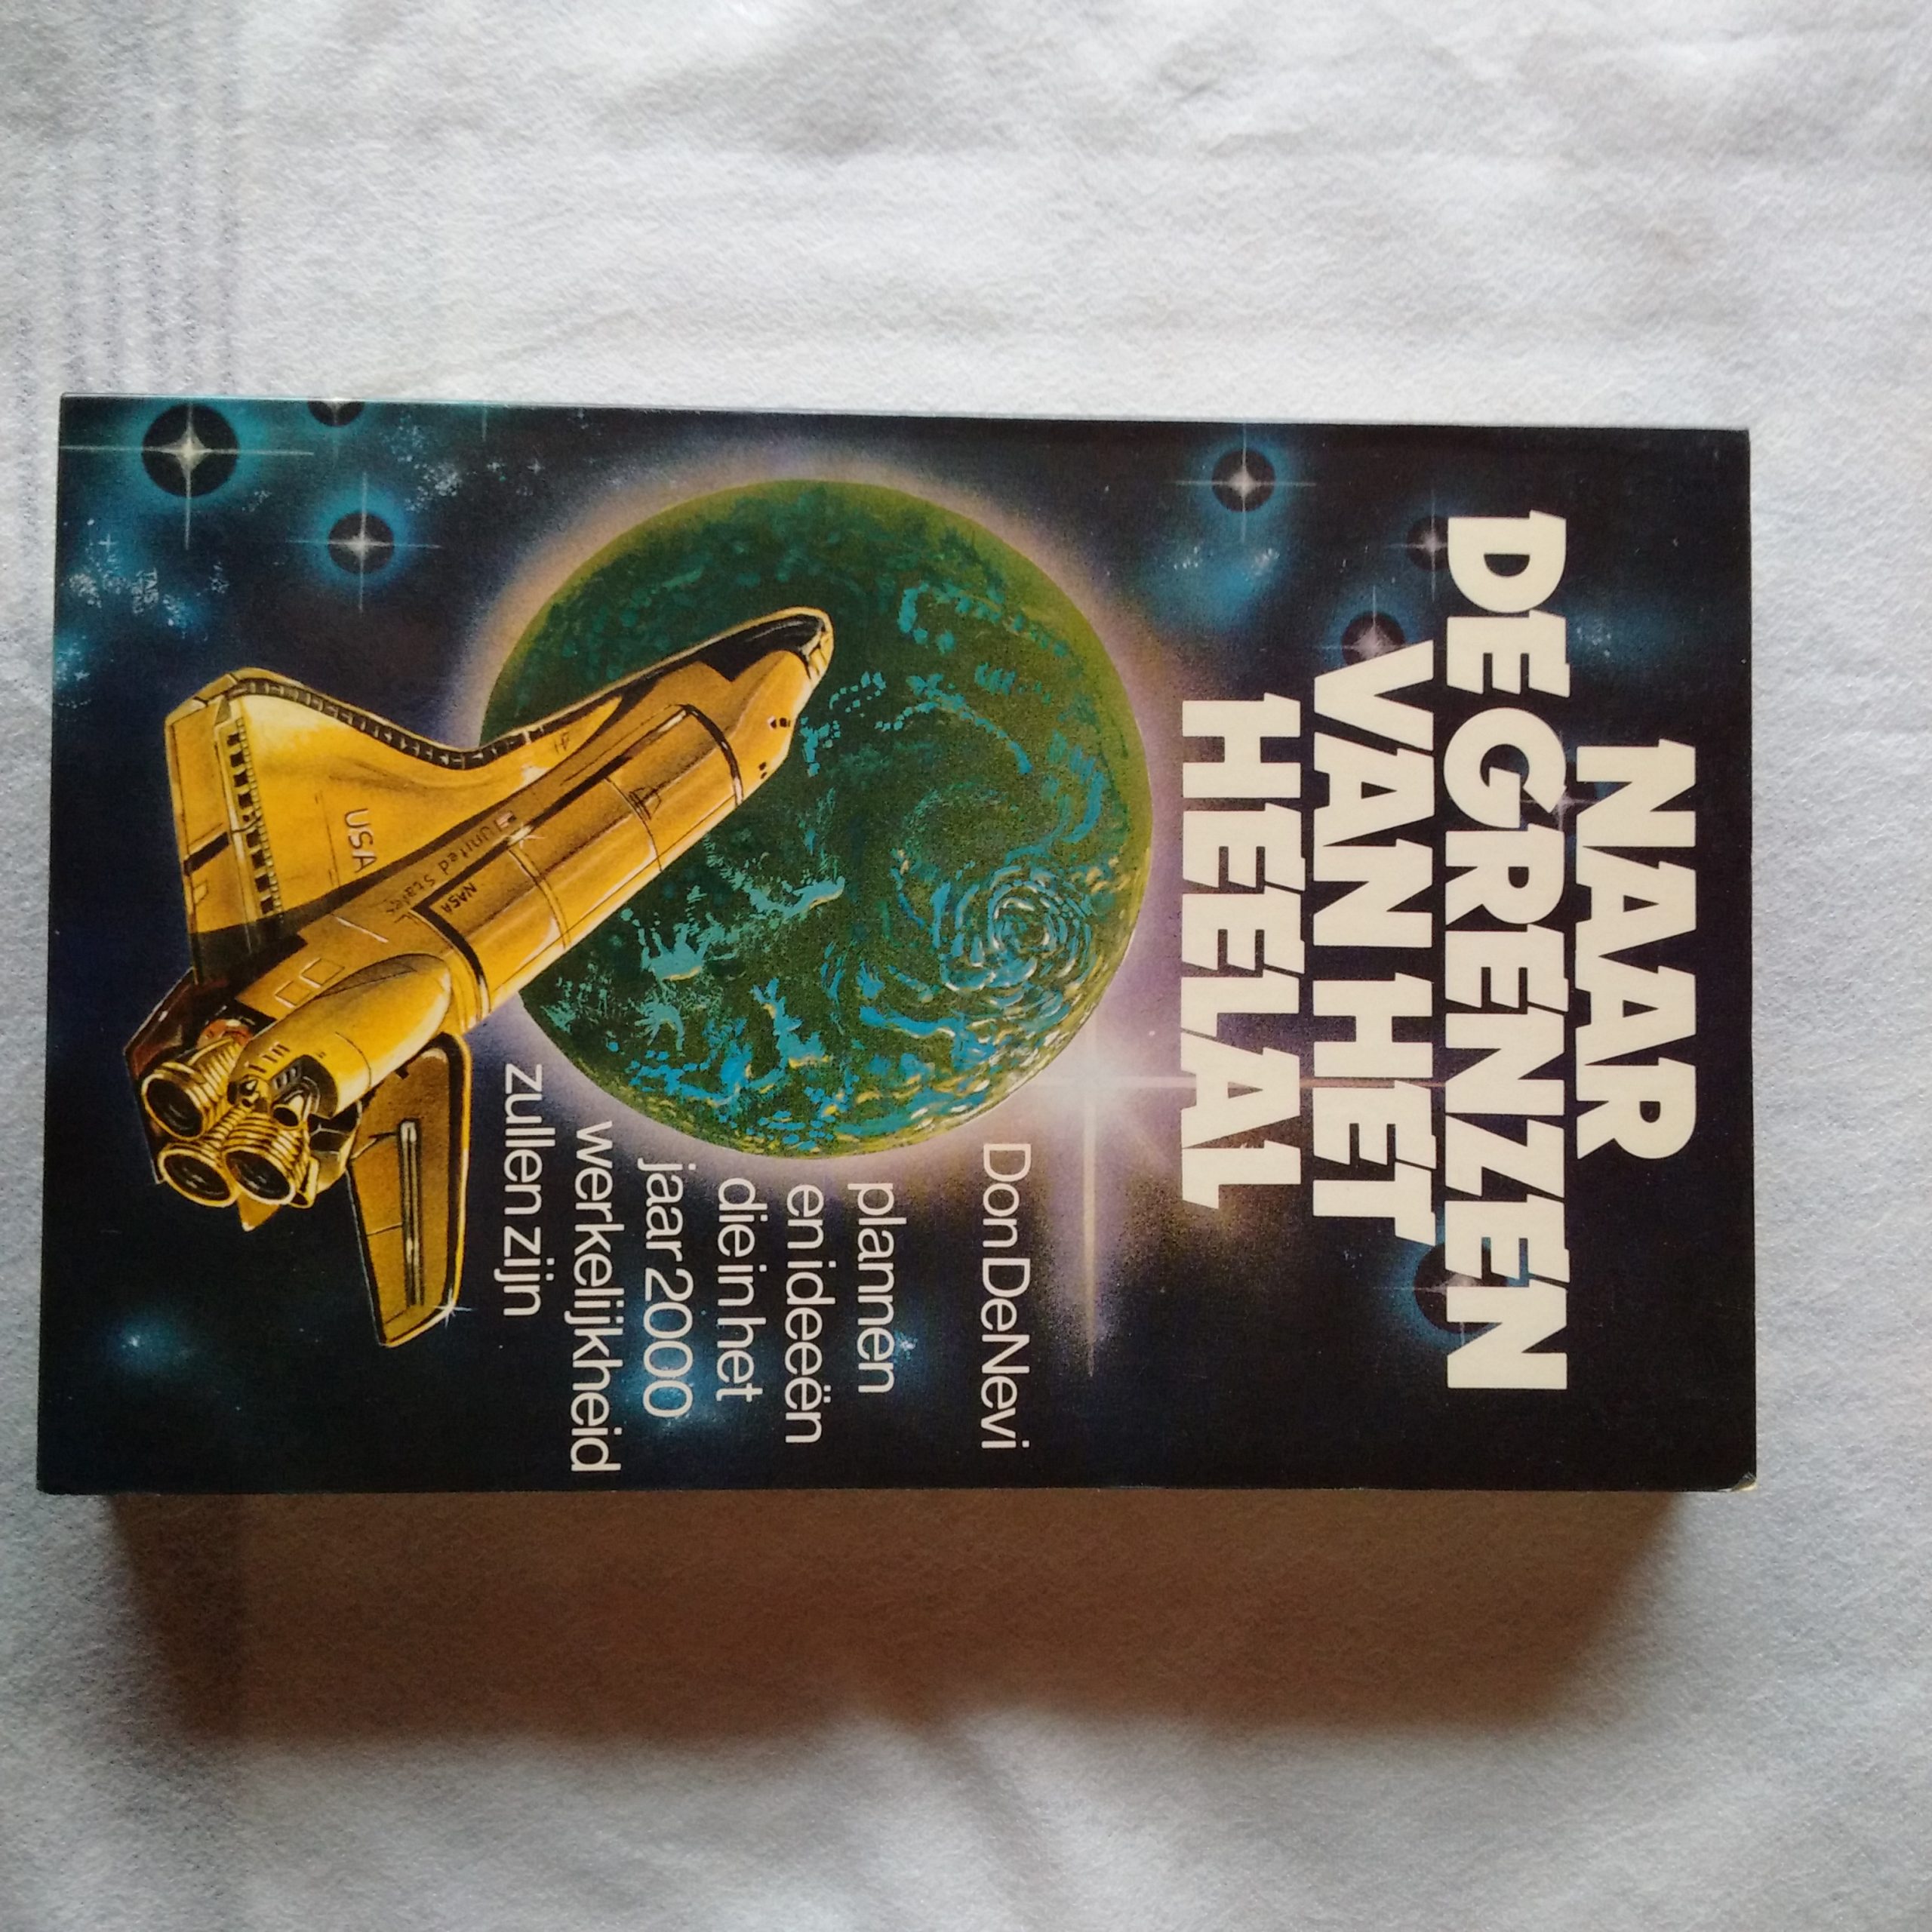 NAAR
DE GRENZEN
VAN HET
HEELAL
Don DeNevi
plannen
en ideeën
die in het
jaar 2000
werkelijkheid
zullen zijn
USA
United States
NASA